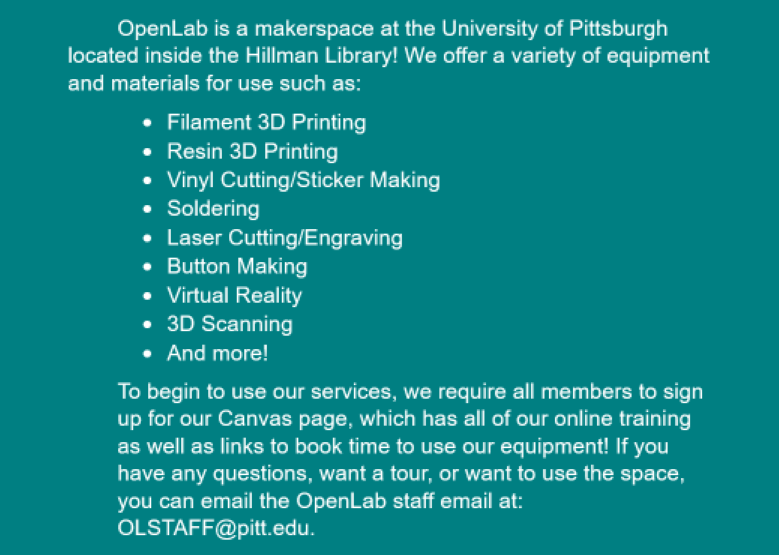 OpenLab is a makerspace at the University of Pittsburgh
located inside the Hillman Library! We offer a variety of equipment
and materials for use such as:
• Filament 3D Printing
• Resin 3D Printing
• Vinyl Cutting/Sticker Making
• Soldering
• Laser Cutting/Engraving
• Button Making
• Virtual Reality
• 3D Scanning
• And more!
To begin to use our services, we require all members to sign
up for our Canvas page, which has all of our online training
as well as links to book time to use our equipment! If you
have any questions, want a tour, or want to use the space,
you can email the OpenLab staff email at:
OLSTAFF@pitt.edu.